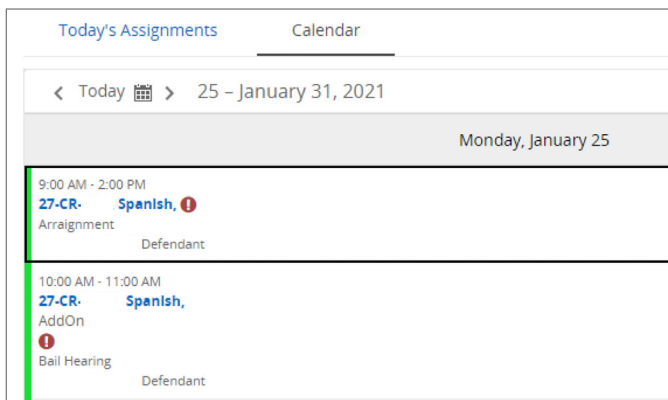 Today's Assignments Calendar
Today 25 – January 31, 2021
Monday, January 25
9:00 AM - 2:00 PM
27-CR- Spanish,
Arraignment
Defendant
10:00 AM - 11:00 AM
27-CR- Spanish,
AddOn
Bail Hearing
Defendant